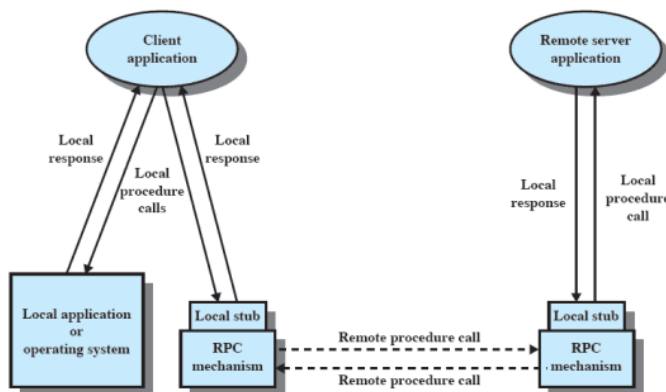 Client
application
Remote server
application
Local
response
Local
procedure
calls
Local
response
Local
response
Local
procedure
call
Local application
or
operating system
Local stub
RPC
mechanism
Remote procedure call
Remote procedure call
Local stub
RPC
mechanism